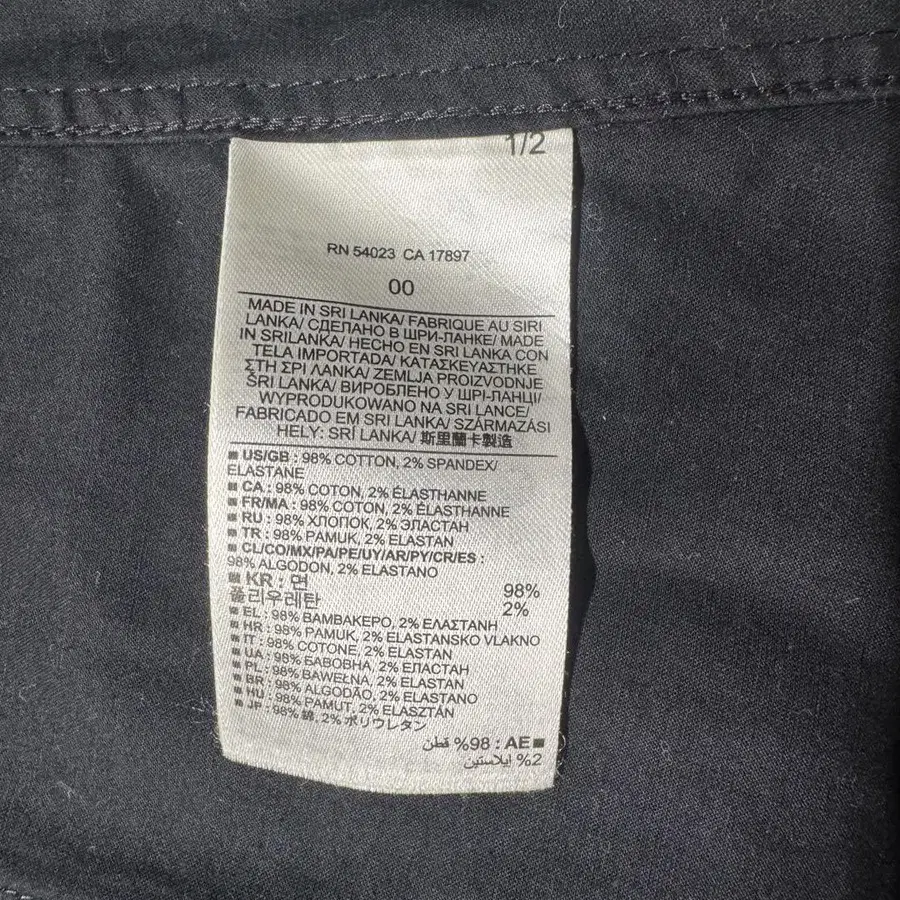 1/2
RN 54023 CA 17897
00
MADE IN SRI LANKA/ FABRIQUE AU SIRI
LANKA/ СДЕЛАНО В ШРИ-ЛАНКЕ/ MADE
IN SRILANKA/ HECHO EN SRI LANKA CON
TELA IMPORTADA/ ΚΑΤΑΣΚΕΥΑΣΤΗΚΕ
ΣΤΗ ΣΡΙ ΛΑΝΚΑ/ ZEMLJA PROIZVODNJE
ŠRI LANKA/ ВИРОБЛЕНО У ШРІ-ЛАНЦІ/
WYPRODUKOWANO NA SRI LANCE/
FABRICADO EM SRI LANKA/ SZÁRMAZÁSI
HELY: SRÍ LANKA/ 斯里蘭卡製造
■ US/GB : 98% COTTON, 2% SPANDEX/
ELASTANE
■ CA : 98% COTON, 2% ÉLASTHANNE
■ FR/MA : 98% COTON, 2% ÉLASTHANNE
■ RU : 98% ХЛОПОК, 2% ЭЛАСТАН
■ TR : 98% PAMUK, 2% ELASTAN
■ CL/CO/MX/PA/PE/UY/AR/PY/CR/ES :
98% ALGODON, 2% ELASTANO
■ KR : 면 98%
폴리우레탄 2%
■ EL : 98% ΒΑΜΒΑΚΕΡΟ, 2% ΕΛΑΣΤΑΝΗ
■ HR : 98% PAMUK, 2% ELASTANSKO VLAKNO
■ IT : 98% COTONE, 2% ELASTAN
■ UA : 98% БАВОВНА, 2% ЕЛАСТАН
■ PL : 98% BAWEŁNA, 2% ELASTAN
■ BR : 98% ALGODÃO, 2% ELASTANO
■ HU : 98% PAMUT, 2% ELASZTÁN
■ JP : 98% 綿, 2% ポリウレタン
■ AE : 98% قطن
2% ايلاستين